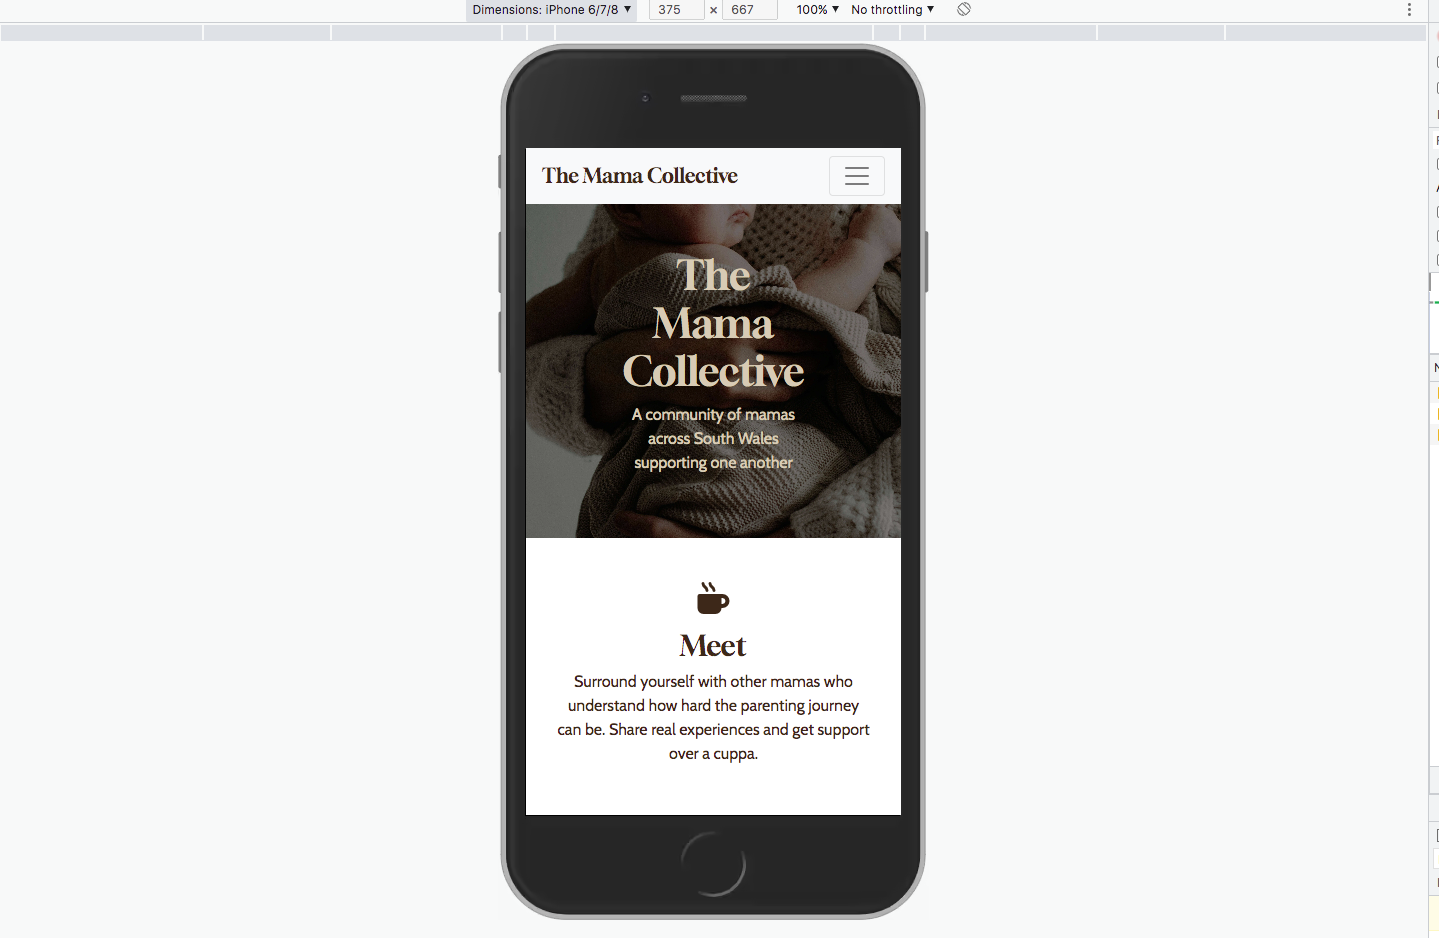 Dimensions: iPhone 6/7/8 ▼ 375 × 667 100% ▼ No throttling ▼
The Mama Collective
The
Mama
Collective
A community of mamas
across South Wales
supporting one another
Meet
Surround yourself with other mamas who
understand how hard the parenting journey
can be. Share real experiences and get support
over a cuppa.